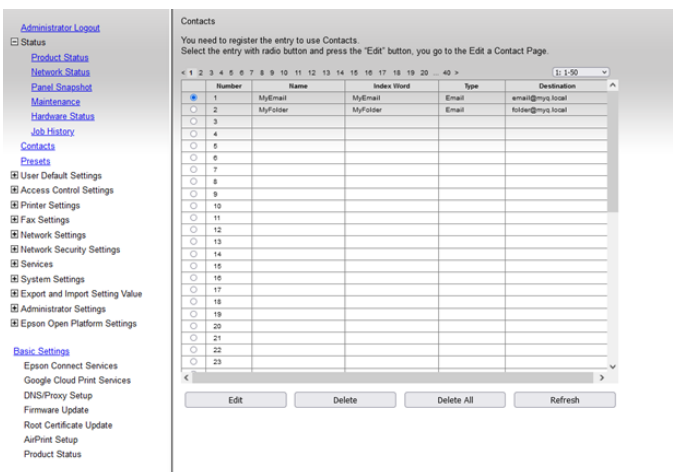 Administrator Logout
Status
Product Status
Network Status
Panel Snapshot
Maintenance
Hardware Status
Job History
Contacts
Presets
User Default Settings
Access Control Settings
Printer Settings
Fax Settings
Network Settings
Network Security Settings
Services
System Settings
Export and Import Setting Value
Administrator Settings
Epson Open Platform Settings
Basic Settings
Epson Connect Services
Google Cloud Print Services
DNS/Proxy Setup
Firmware Update
Root Certificate Update
AirPrint Setup
Product Status
Contacts
You need to register the entry to use Contacts.
Select the entry with radio button and press the "Edit" button, you go to the Edit a Contact Page.
< 1 2 3 4 5 6 7 8 9 10 11 12 13 14 15 16 17 18 19 20 ... 40 > 1: 1-50
Number Name Index Word Type Destination
1 MyEmail MyEmail Email email@myq.local
2 MyFolder MyFolder Email folder@myq.local
3
4
5
6
7
8
9
10
11
12
13
14
15
16
17
18
19
20
21
22
23
Edit Delete Delete All Refresh